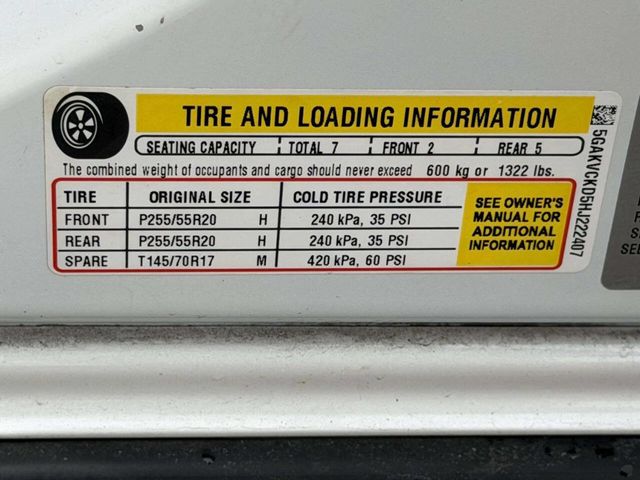 TIRE AND LOADING INFORMATION
SEATING CAPACITY TOTAL 7 FRONT 2 REAR 5
The combined weight of occupants and cargo should never exceed 600 kg or 1322 lbs.
TIRE ORIGINAL SIZE COLD TIRE PRESSURE
FRONT P255/55R20 H 240 kPa, 35 PSI
REAR P255/55R20 H 240 kPa, 35 PSI
SPARE T145/70R17 M 420 kPa, 60 PSI
SEE OWNER'S
MANUAL FOR
ADDITIONAL
INFORMATION
5GAKVCKD5HJ222407